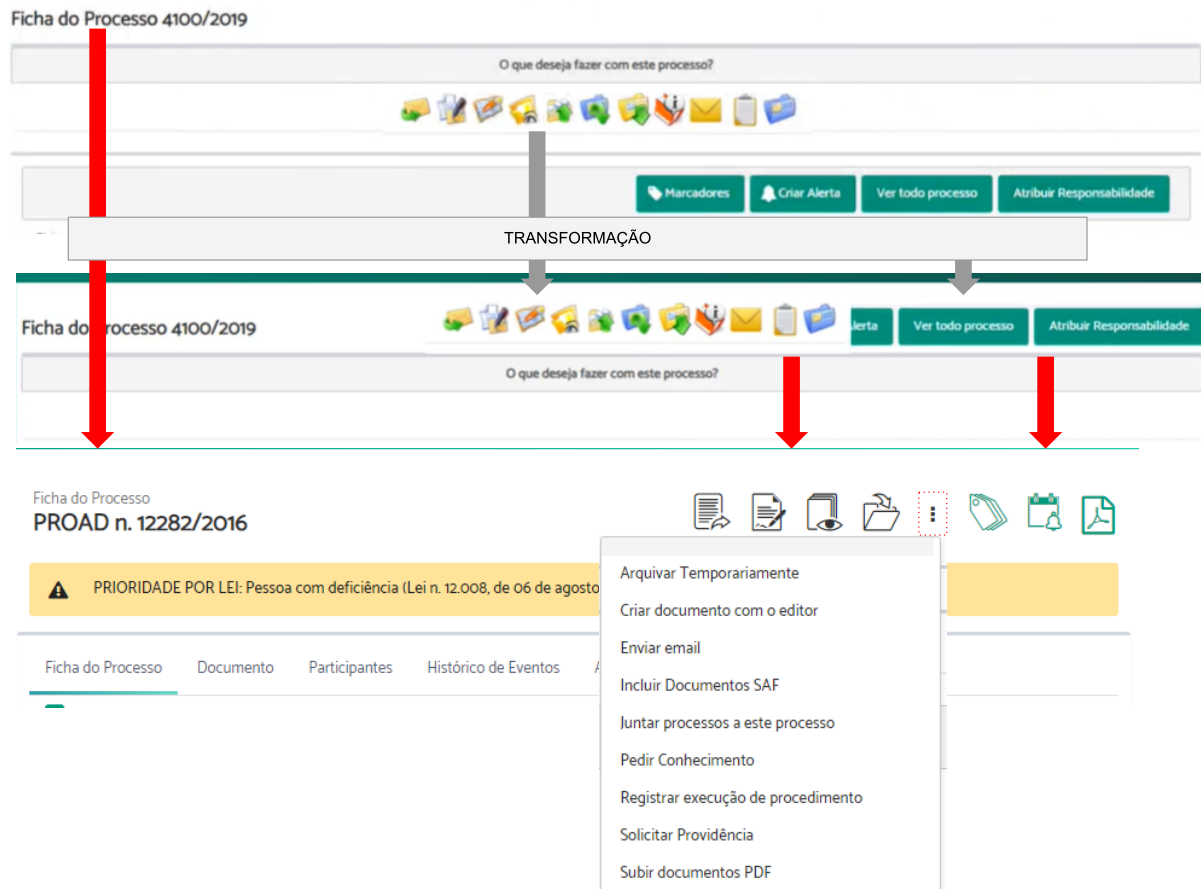 Ficha do Processo 4100/2019
O que deseja fazer com este processo?
Marcadores
Criar Alerta
Ver todo processo
Atribuir Responsabilidade
TRANSFORMAÇÃO
Ficha do Processo 4100/2019
lerta
Ver todo processo
Atribuir Responsabilidade
O que deseja fazer com este processo?
Ficha do Processo
PROAD n. 12282/2016
PRIORIDADE POR LEI: Pessoa com deficiência (Lei n. 12.008, de 06 de agosto
Ficha do Processo
Documento
Participantes
Histórico de Eventos
Arquivar Temporariamente
Criar documento com o editor
Enviar email
Incluir Documentos SAF
Juntar processos a este processo
Pedir Conhecimento
Registrar execução de procedimento
Solicitar Providência
Subir documentos PDF